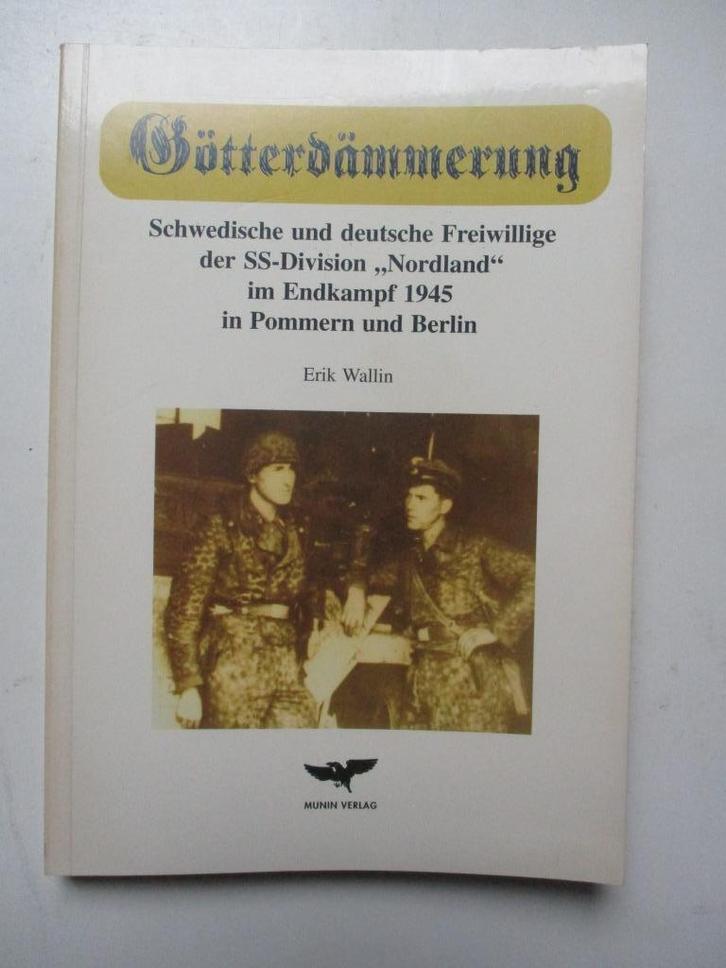 Götterdämmerung
Schwedische und deutsche Freiwillige
der SS-Division „Nordland“
im Endkampf 1945
in Pommern und Berlin
Erik Wallin
MUNIN VERLAG